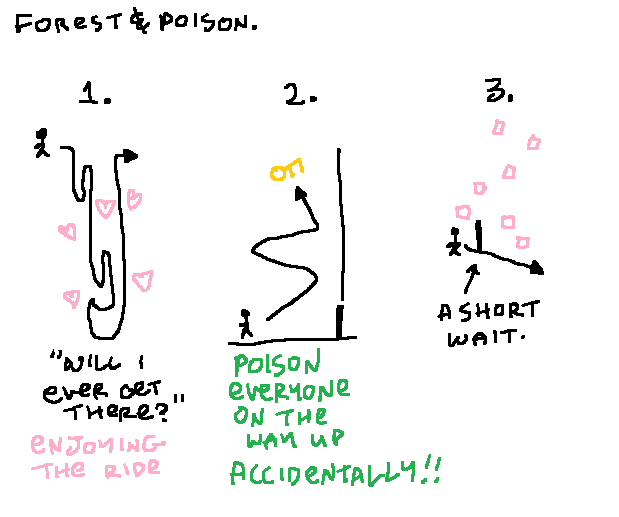 FOREST & POISON.
1.
2.
3.
OFF
"WILL I
EVER GET
THERE?"
ENJOYING
THE RIDE
POISON
EVERYONE
ON THE
WAY UP
ACCIDENTALLY!!
A SHORT
WAIT.